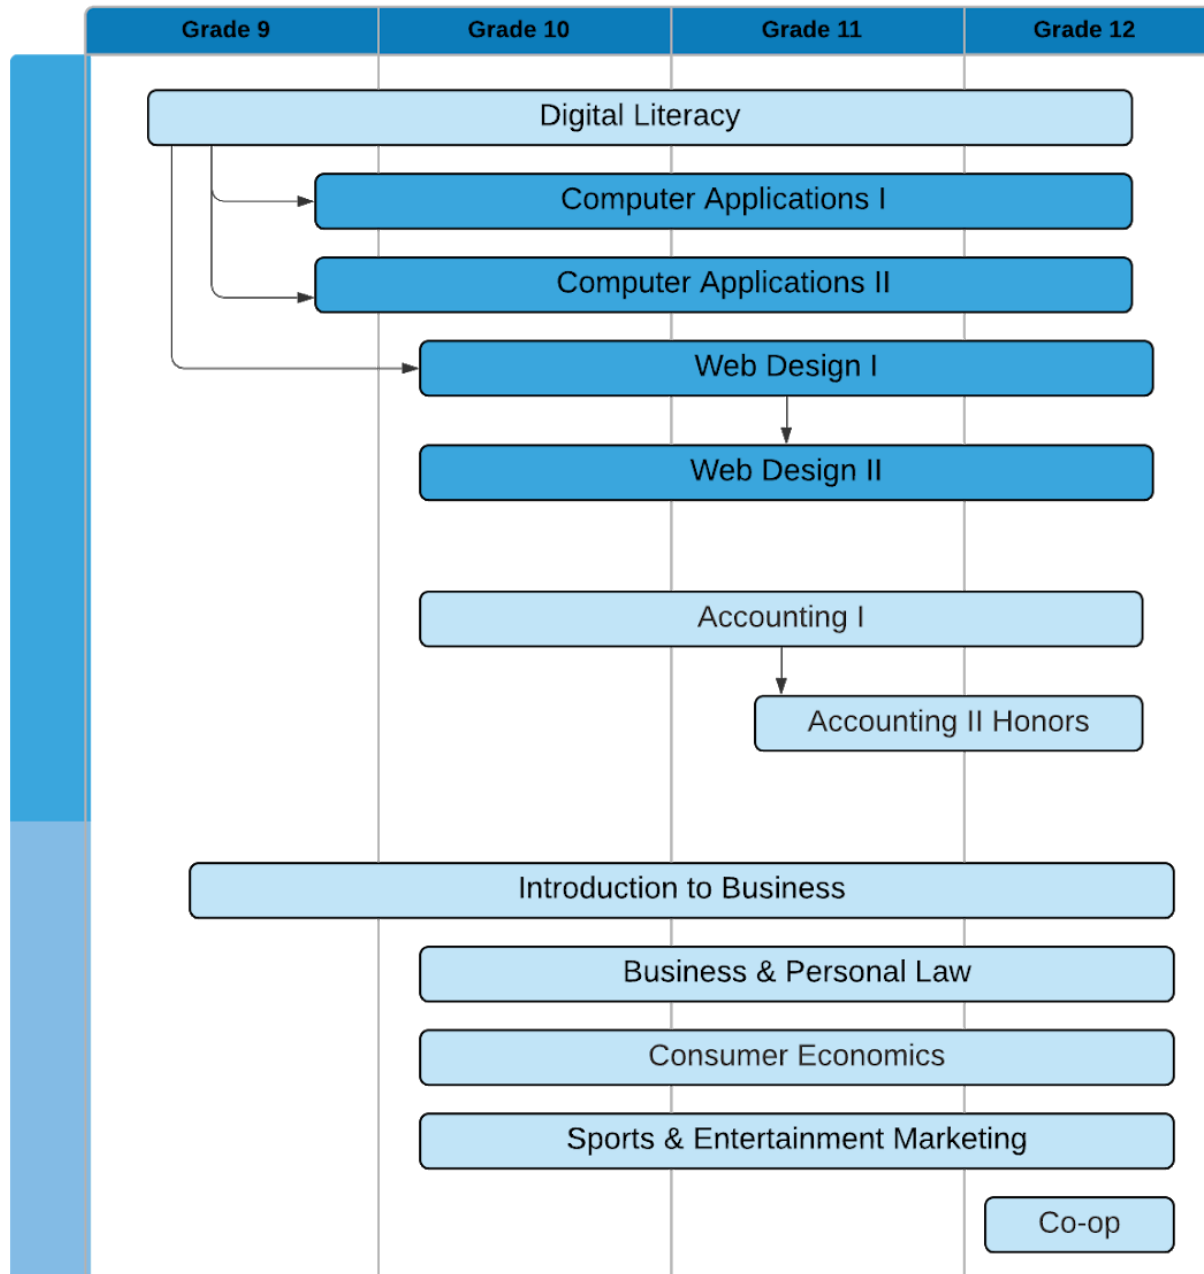 Grade 9
Grade 10
Grade 11
Grade 12
Digital Literacy
Computer Applications I
Computer Applications II
Web Design I
Web Design II
Accounting I
Accounting II Honors
Introduction to Business
Business & Personal Law
Consumer Economics
Sports & Entertainment Marketing
Co-op